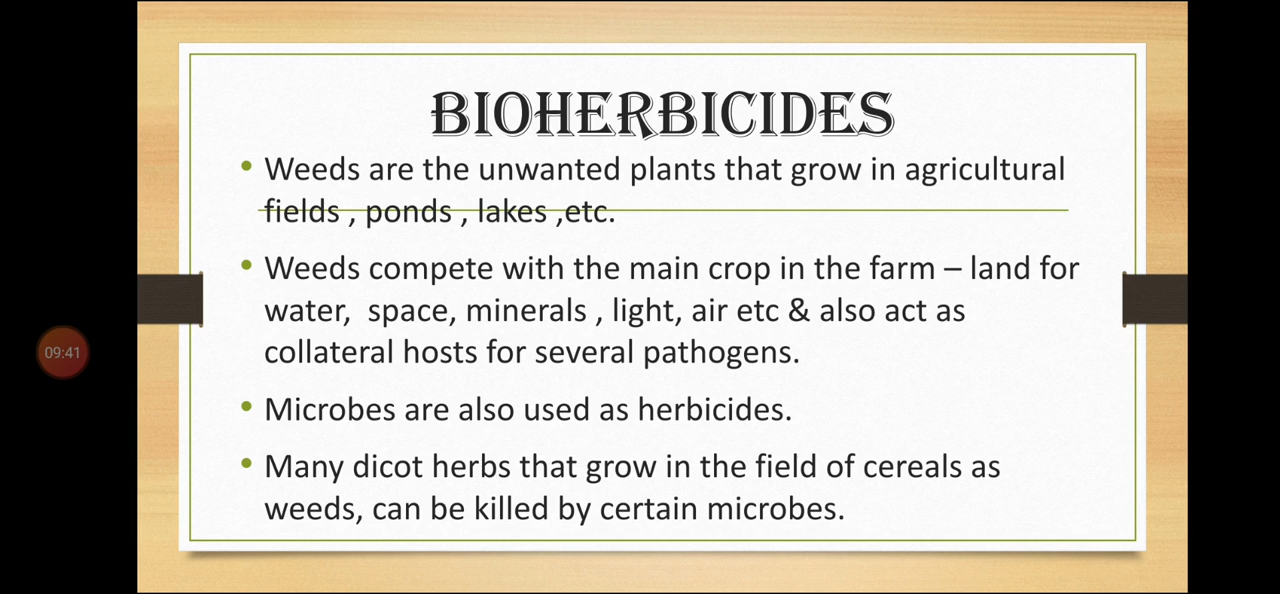 BIOHERBICIDES
• Weeds are the unwanted plants that grow in agricultural
fields , ponds , lakes ,etc.
• Weeds compete with the main crop in the farm – land for
water,  space, minerals , light, air etc & also act as
collateral hosts for several pathogens.
09:41
• Microbes are also used as herbicides.
• Many dicot herbs that grow in the field of cereals as
weeds, can be killed by certain microbes.